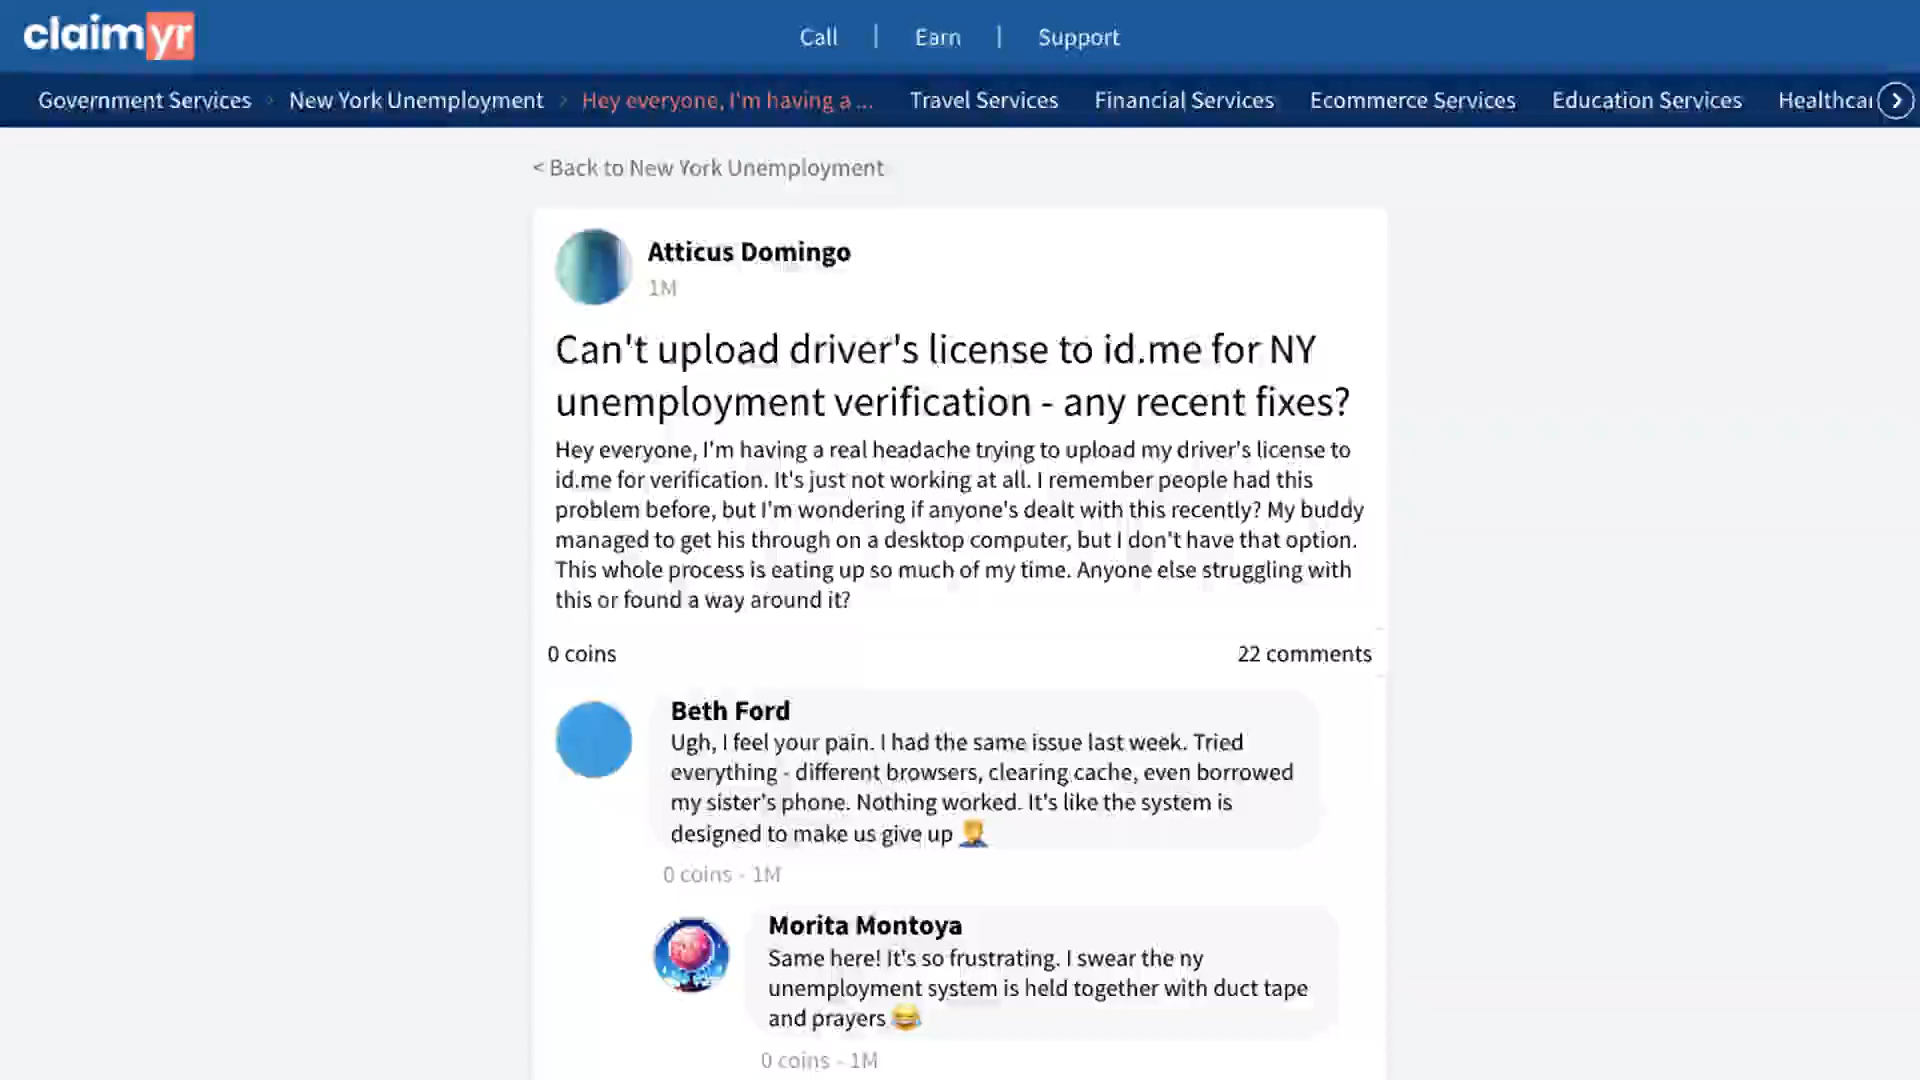 claimyr
Call | Earn | Support
Government Services > New York Unemployment > Hey everyone, I'm having a ... Travel Services Financial Services Ecommerce Services Education Services Healthcar
< Back to New York Unemployment
Atticus Domingo
1M
Can't upload driver's license to id.me for NY
unemployment verification - any recent fixes?
Hey everyone, I'm having a real headache trying to upload my driver's license to
id.me for verification. It's just not working at all. I remember people had this
problem before, but I'm wondering if anyone's dealt with this recently? My buddy
managed to get his through on a desktop computer, but I don't have that option.
This whole process is eating up so much of my time. Anyone else struggling with
this or found a way around it?
0 coins 22 comments
Beth Ford
Ugh, I feel your pain. I had the same issue last week. Tried
everything - different browsers, clearing cache, even borrowed
my sister's phone. Nothing worked. It's like the system is
designed to make us give up 🤦
0 coins - 1M
Morita Montoya
Same here! It's so frustrating. I swear the ny
unemployment system is held together with duct tape
and prayers 😂
0 coins - 1M